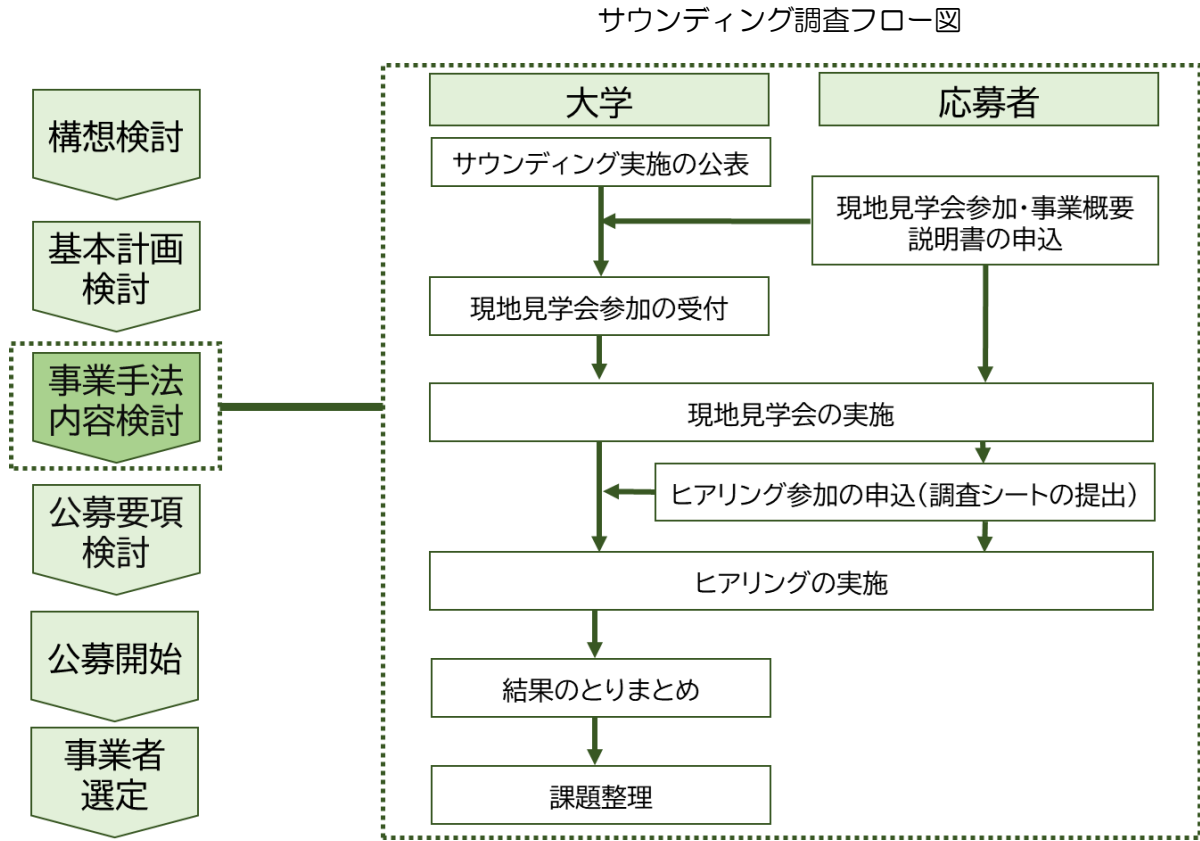 サウンディング調査フロー図
構想検討
基本計画
検討
事業手法
内容検討
公募要項
検討
公募開始
事業者
選定
大学
応募者
サウンディング実施の公表
現地見学会参加・事業概要
説明書の申込
現地見学会参加の受付
現地見学会の実施
ヒアリング参加の申込（調査シートの提出）
ヒアリングの実施
結果のとりまとめ
課題整理